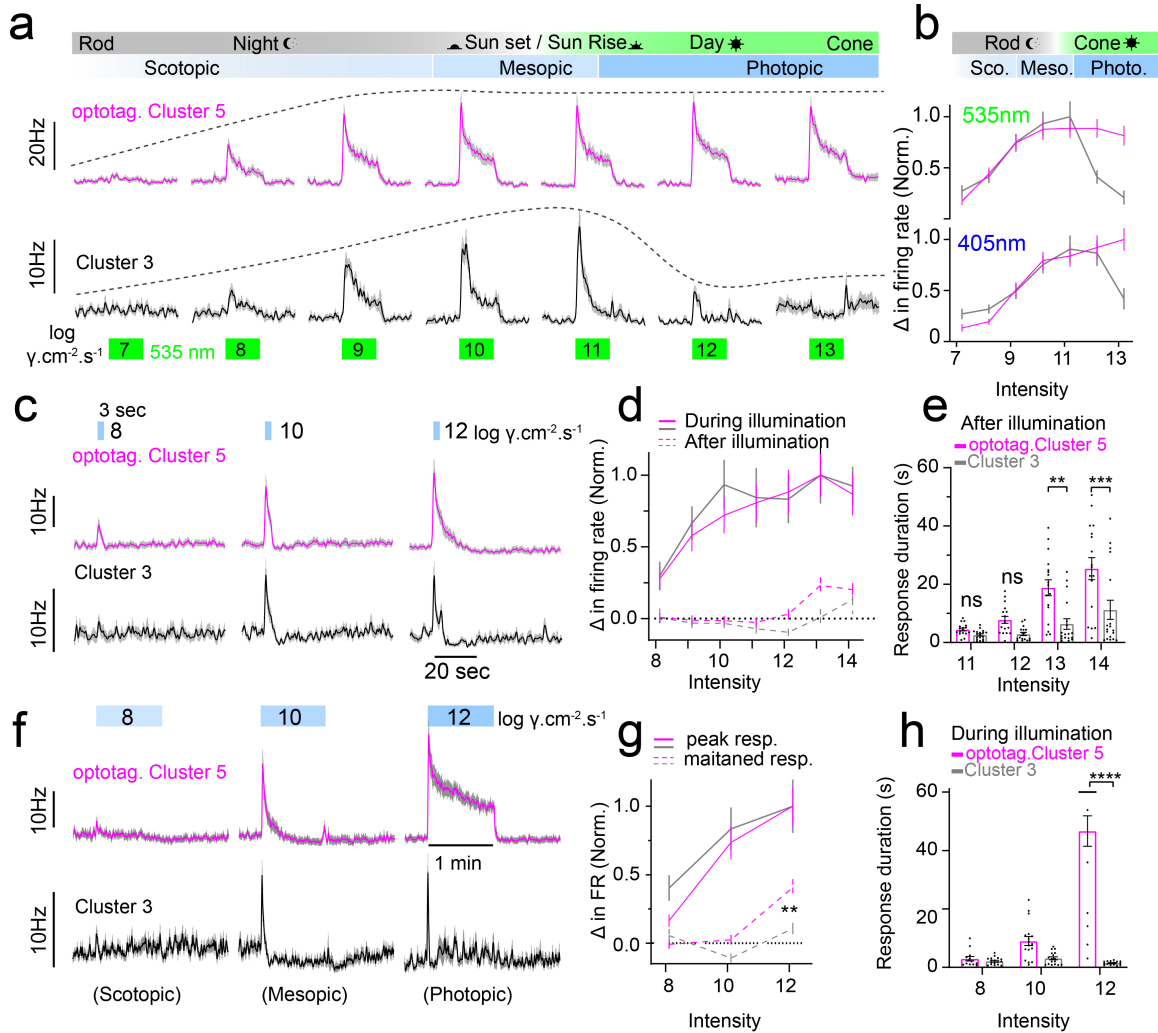 a
Rod Night Sun set / Sun Rise Day Cone
Scotopic Mesopic Photopic
optotag. Cluster 5
20Hz
Cluster 3
10Hz
log
γ.cm⁻².s⁻¹
7 535 nm 8 9 10 11 12 13
b
Rod Cone
Sco. Meso. Photo.
535nm
1.0
0.5
405nm
1.0
0.5
0
Δ in firing rate (Norm.)
7 9 11 13
Intensity
c
3 sec
8 10 12 log γ.cm⁻².s⁻¹
optotag. Cluster 5
10Hz
Cluster 3
10Hz
20 sec
d
During illumination
After illumination
Δ in firing rate (Norm.)
1.0
0.5
0.0
8 10 12 14
Intensity
e
After illumination
optotag.Cluster 5
Cluster 3
Response duration (s)
60
40
20
0
ns ns ** ***
11 12 13 14
Intensity
f
8 10 12 log γ.cm⁻².s⁻¹
optotag. Cluster 5
10Hz
1 min
Cluster 3
10Hz
(Scotopic) (Mesopic) (Photopic)
g
peak resp.
maitaned resp.
Δ in FR (Norm.)
1.0
0.5
0.0
**
8 10 12
Intensity
h
During illumination
optotag.Cluster 5
Cluster 3
Response duration (s)
60
40
20
0
****
8 10 12
Intensity